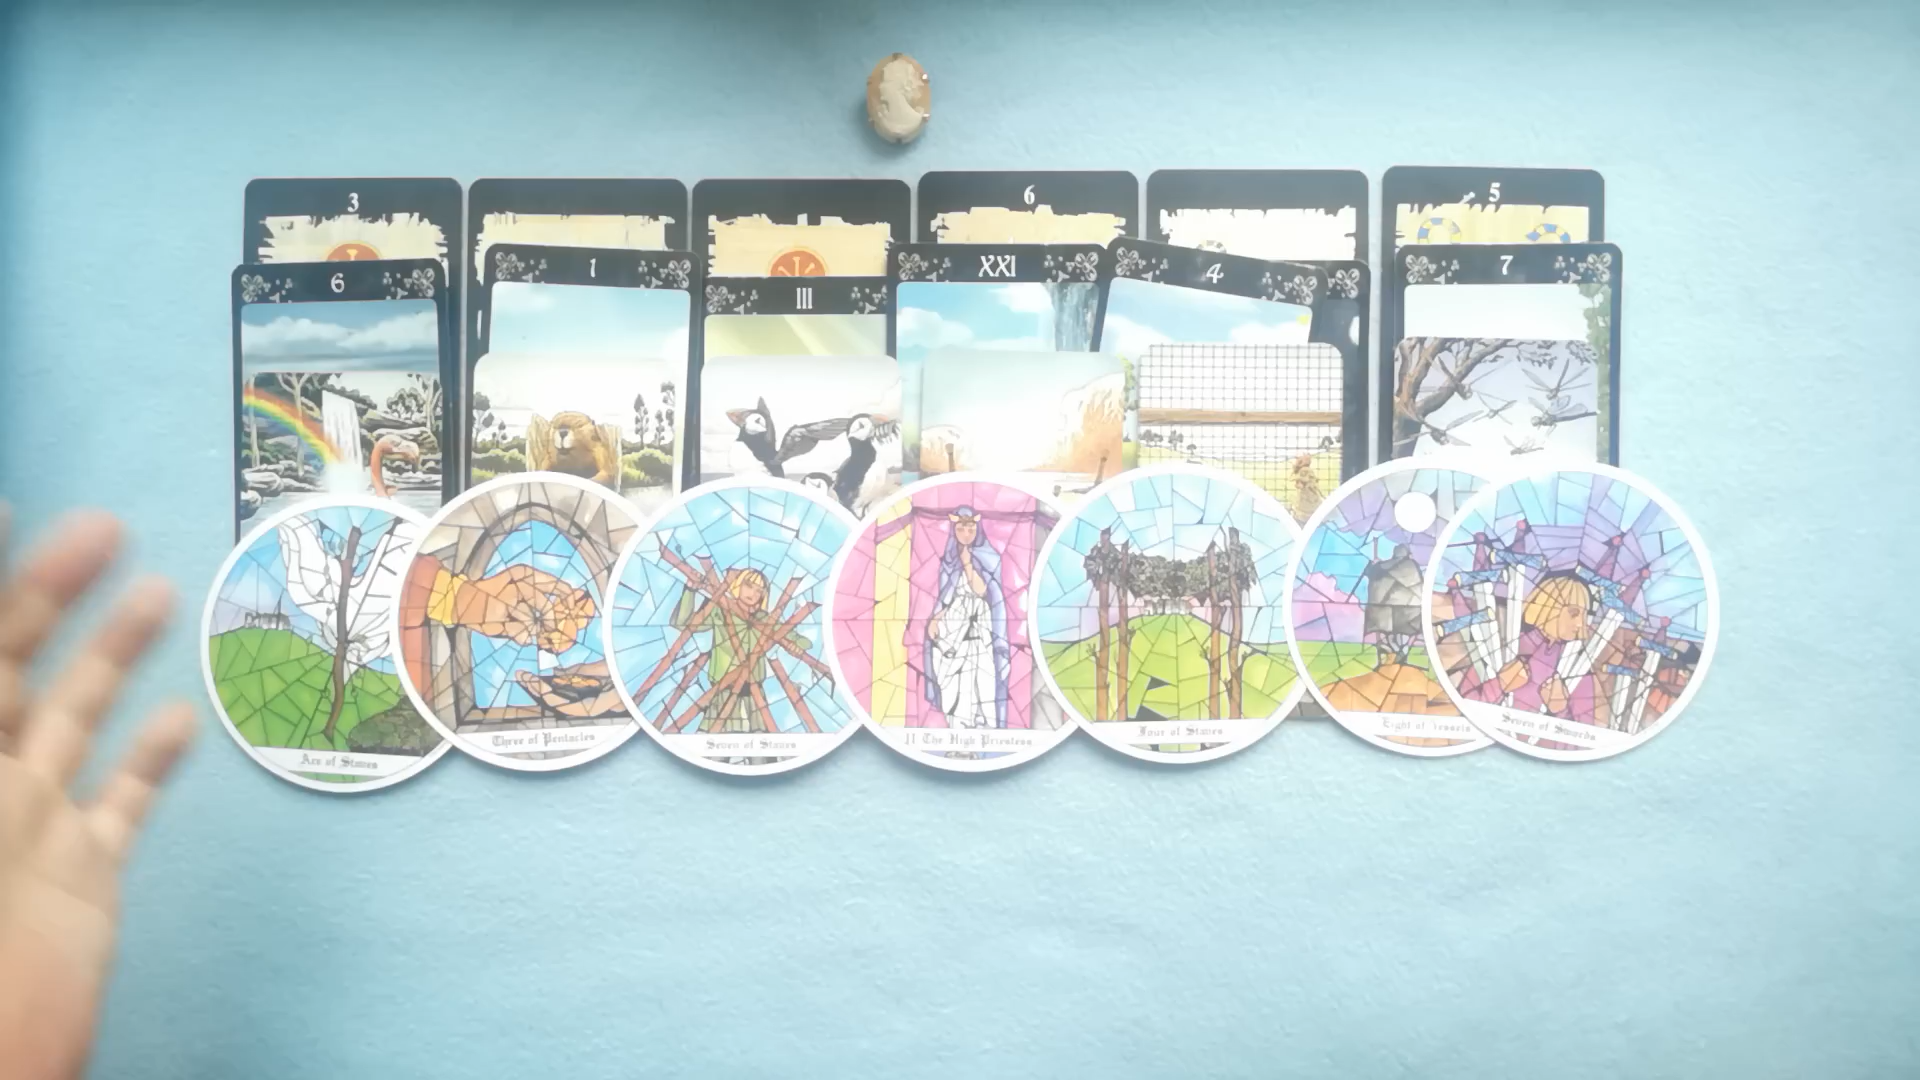 3
6
5
6
1
III
XXI
4
7
Ace of Staves
Three of Pentacles
Seven of Staves
II The High Priestess
Four of Staves
Eight of Vessels
Seven of Swords